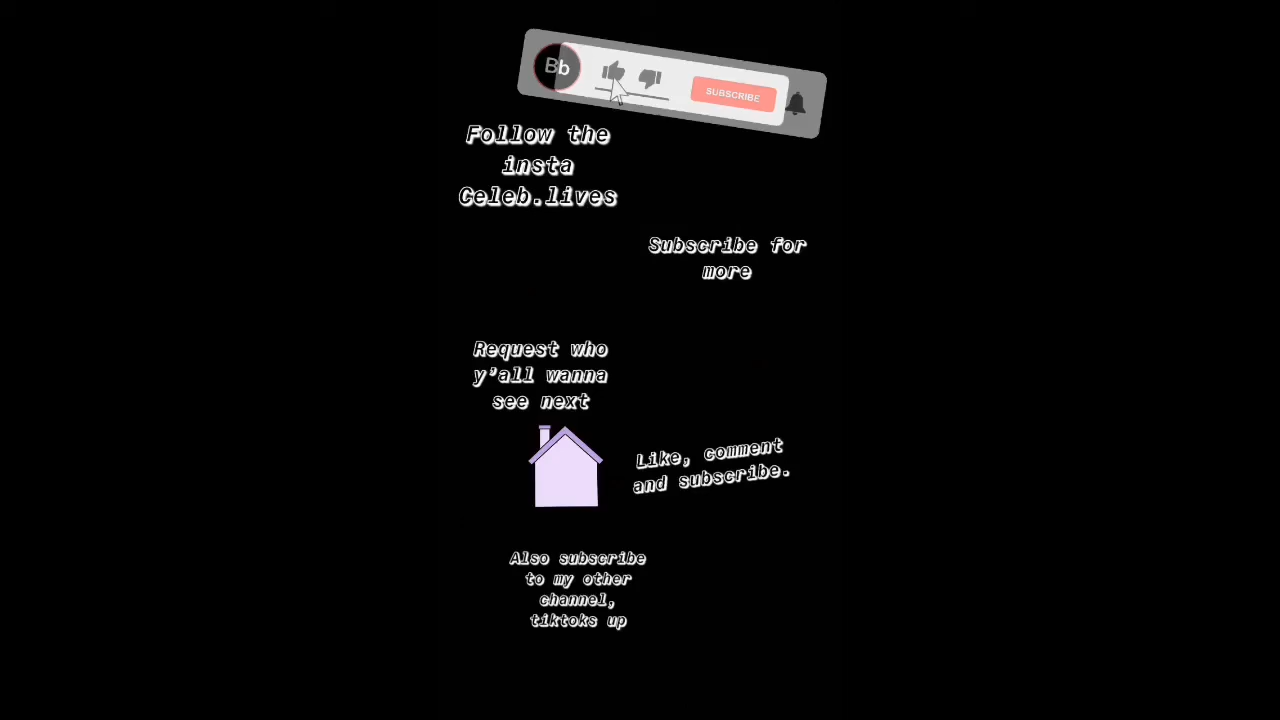 Bb
SUBSCRIBE
Follow the
insta
Celeb.lives
Subscribe for
more
Request who
y'all wanna
see next
Like, comment
and subscribe.
Also subscribe
to my other
channel,
tiktoks up